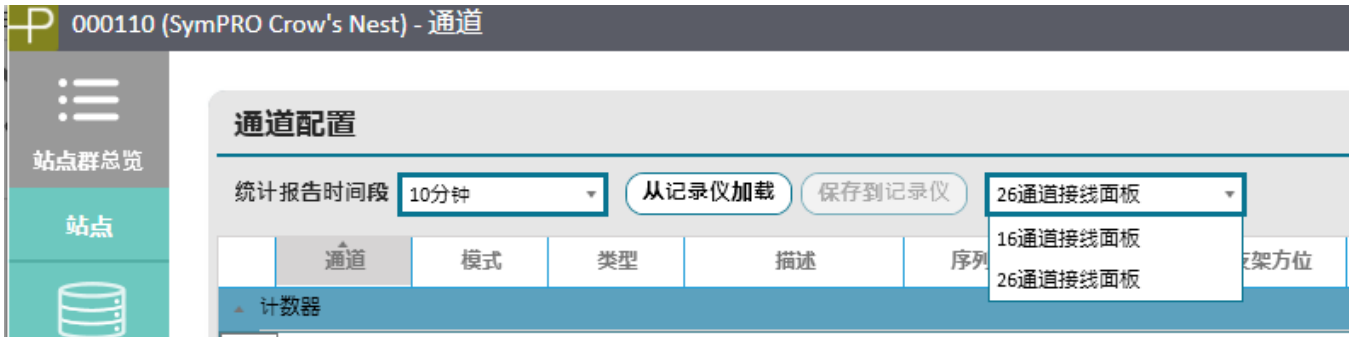 000110 (SymPRO Crow's Nest) - 通道
站点群总览
站点
通道配置
统计报告时间段 10分钟 从记录仪加载 保存到记录仪 26通道接线面板
16通道接线面板
26通道接线面板
通道 模式 类型 描述 序列 支架方位
计数器